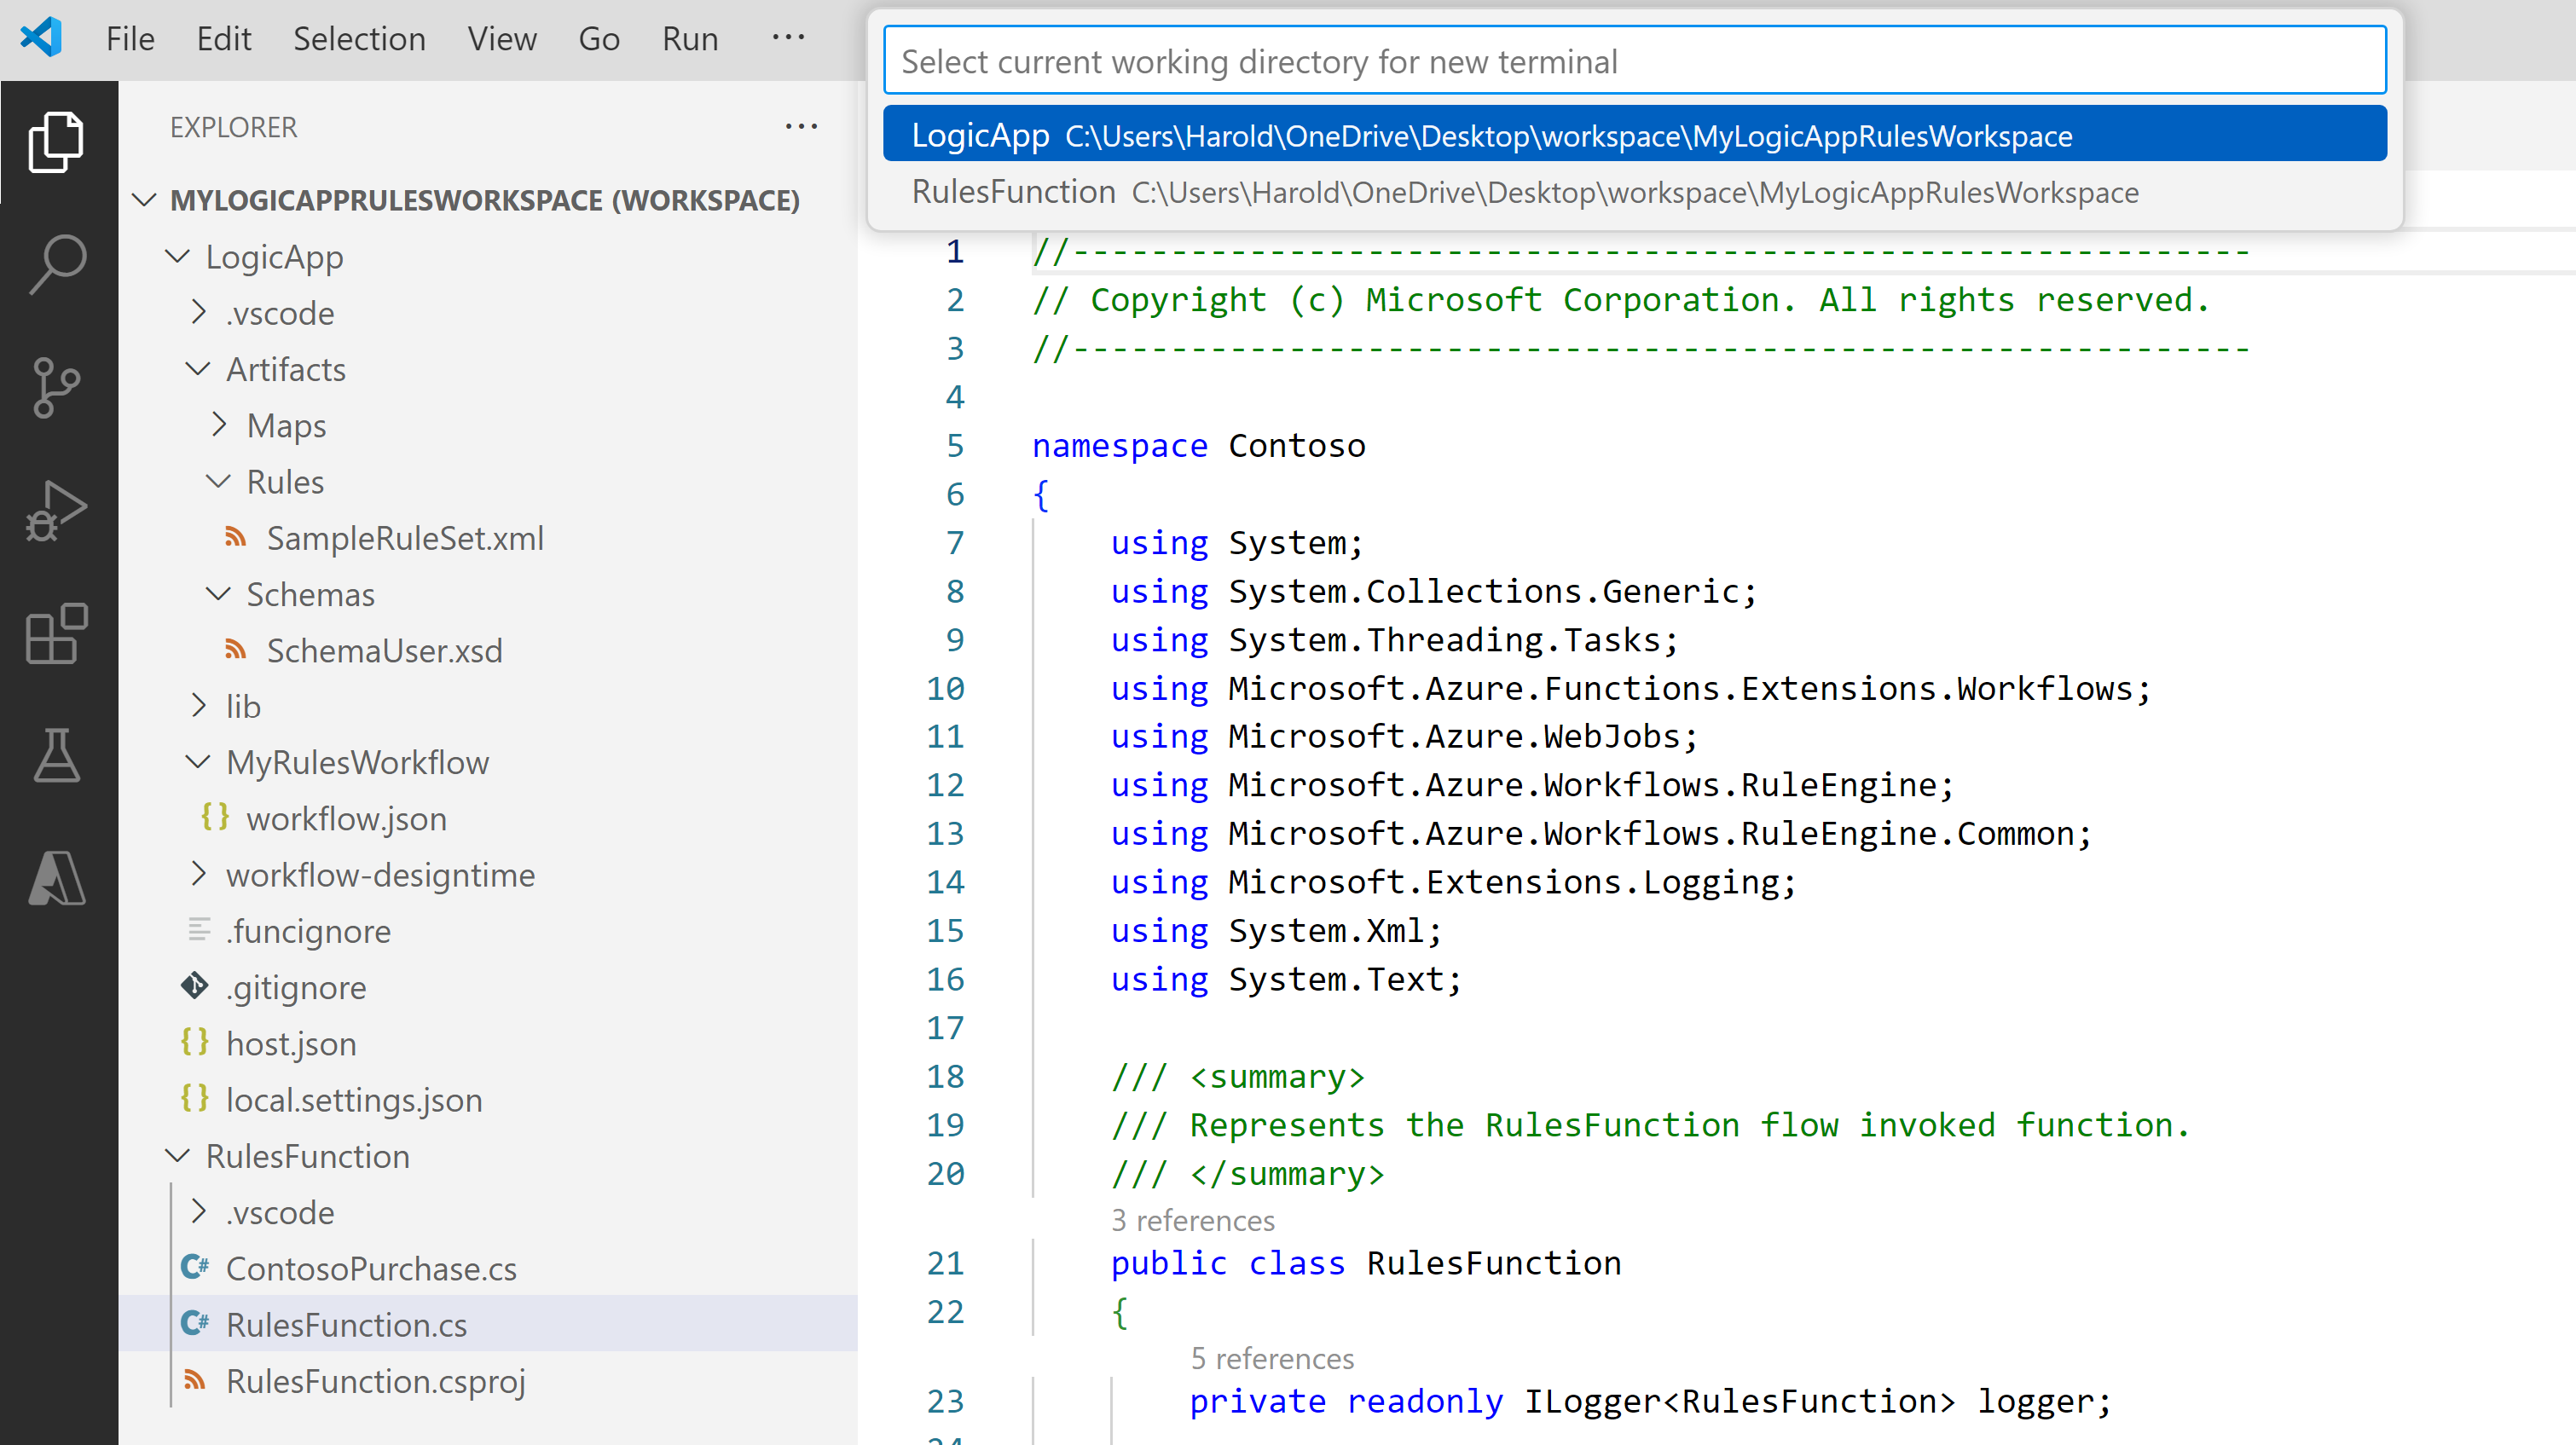 File Edit Selection View Go Run ...
Select current working directory for new terminal
LogicApp C:\Users\Harold\OneDrive\Desktop\workspace\MyLogicAppRulesWorkspace
RulesFunction C:\Users\Harold\OneDrive\Desktop\workspace\MyLogicAppRulesWorkspace
EXPLORER ...
MYLOGICAPPRULESWORKSPACE (WORKSPACE)
LogicApp
.vscode
Artifacts
Maps
Rules
SampleRuleSet.xml
Schemas
SchemaUser.xsd
lib
MyRulesWorkflow
{} workflow.json
workflow-designtime
.funcignore
.gitignore
{} host.json
{} local.settings.json
RulesFunction
.vscode
C# ContosoPurchase.cs
C# RulesFunction.cs
RulesFunction.csproj
1 //------------------------------------------------------------
2 // Copyright (c) Microsoft Corporation. All rights reserved.
3 //------------------------------------------------------------
4
5 namespace Contoso
6 {
7 using System;
8 using System.Collections.Generic;
9 using System.Threading.Tasks;
10 using Microsoft.Azure.Functions.Extensions.Workflows;
11 using Microsoft.Azure.WebJobs;
12 using Microsoft.Azure.Workflows.RuleEngine;
13 using Microsoft.Azure.Workflows.RuleEngine.Common;
14 using Microsoft.Extensions.Logging;
15 using System.Xml;
16 using System.Text;
17
18 /// <summary>
19 /// Represents the RulesFunction flow invoked function.
20 /// </summary>
3 references
21 public class RulesFunction
22 {
5 references
23 private readonly ILogger<RulesFunction> logger;